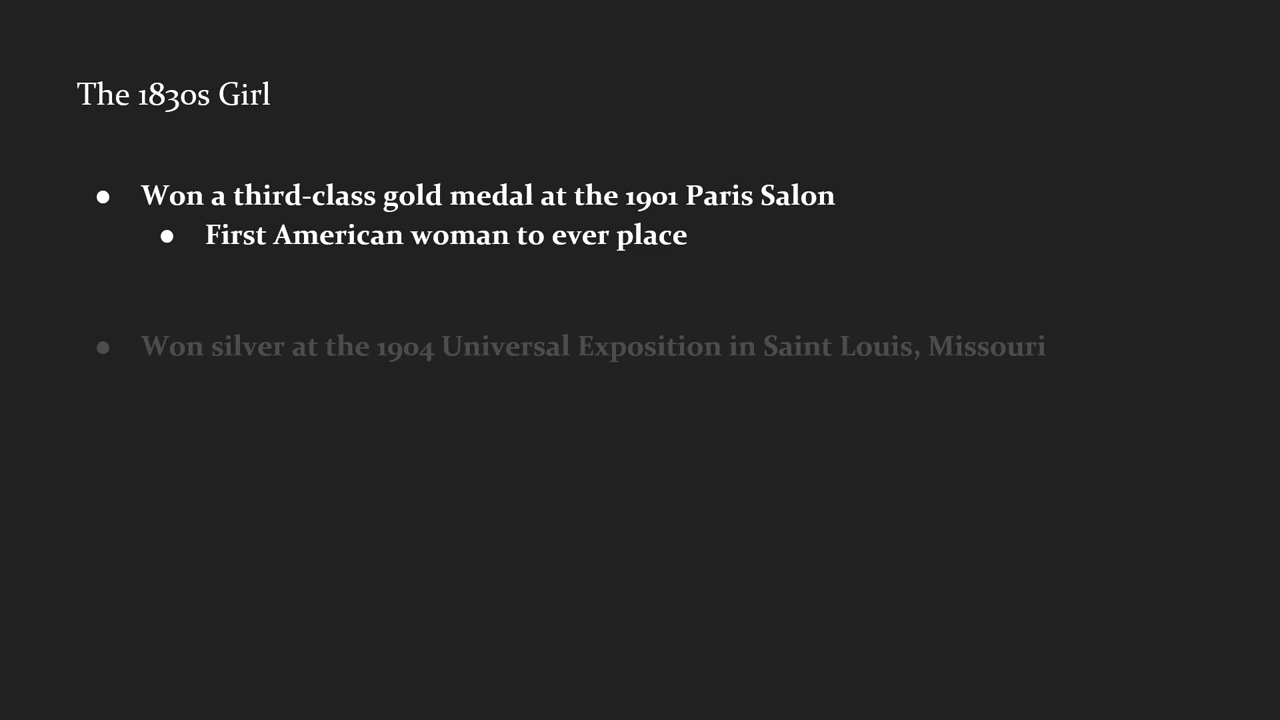 The 1830s Girl
● Won a third-class gold medal at the 1901 Paris Salon
● First American woman to ever place
● Won silver at the 1904 Universal Exposition in Saint Louis, Missouri